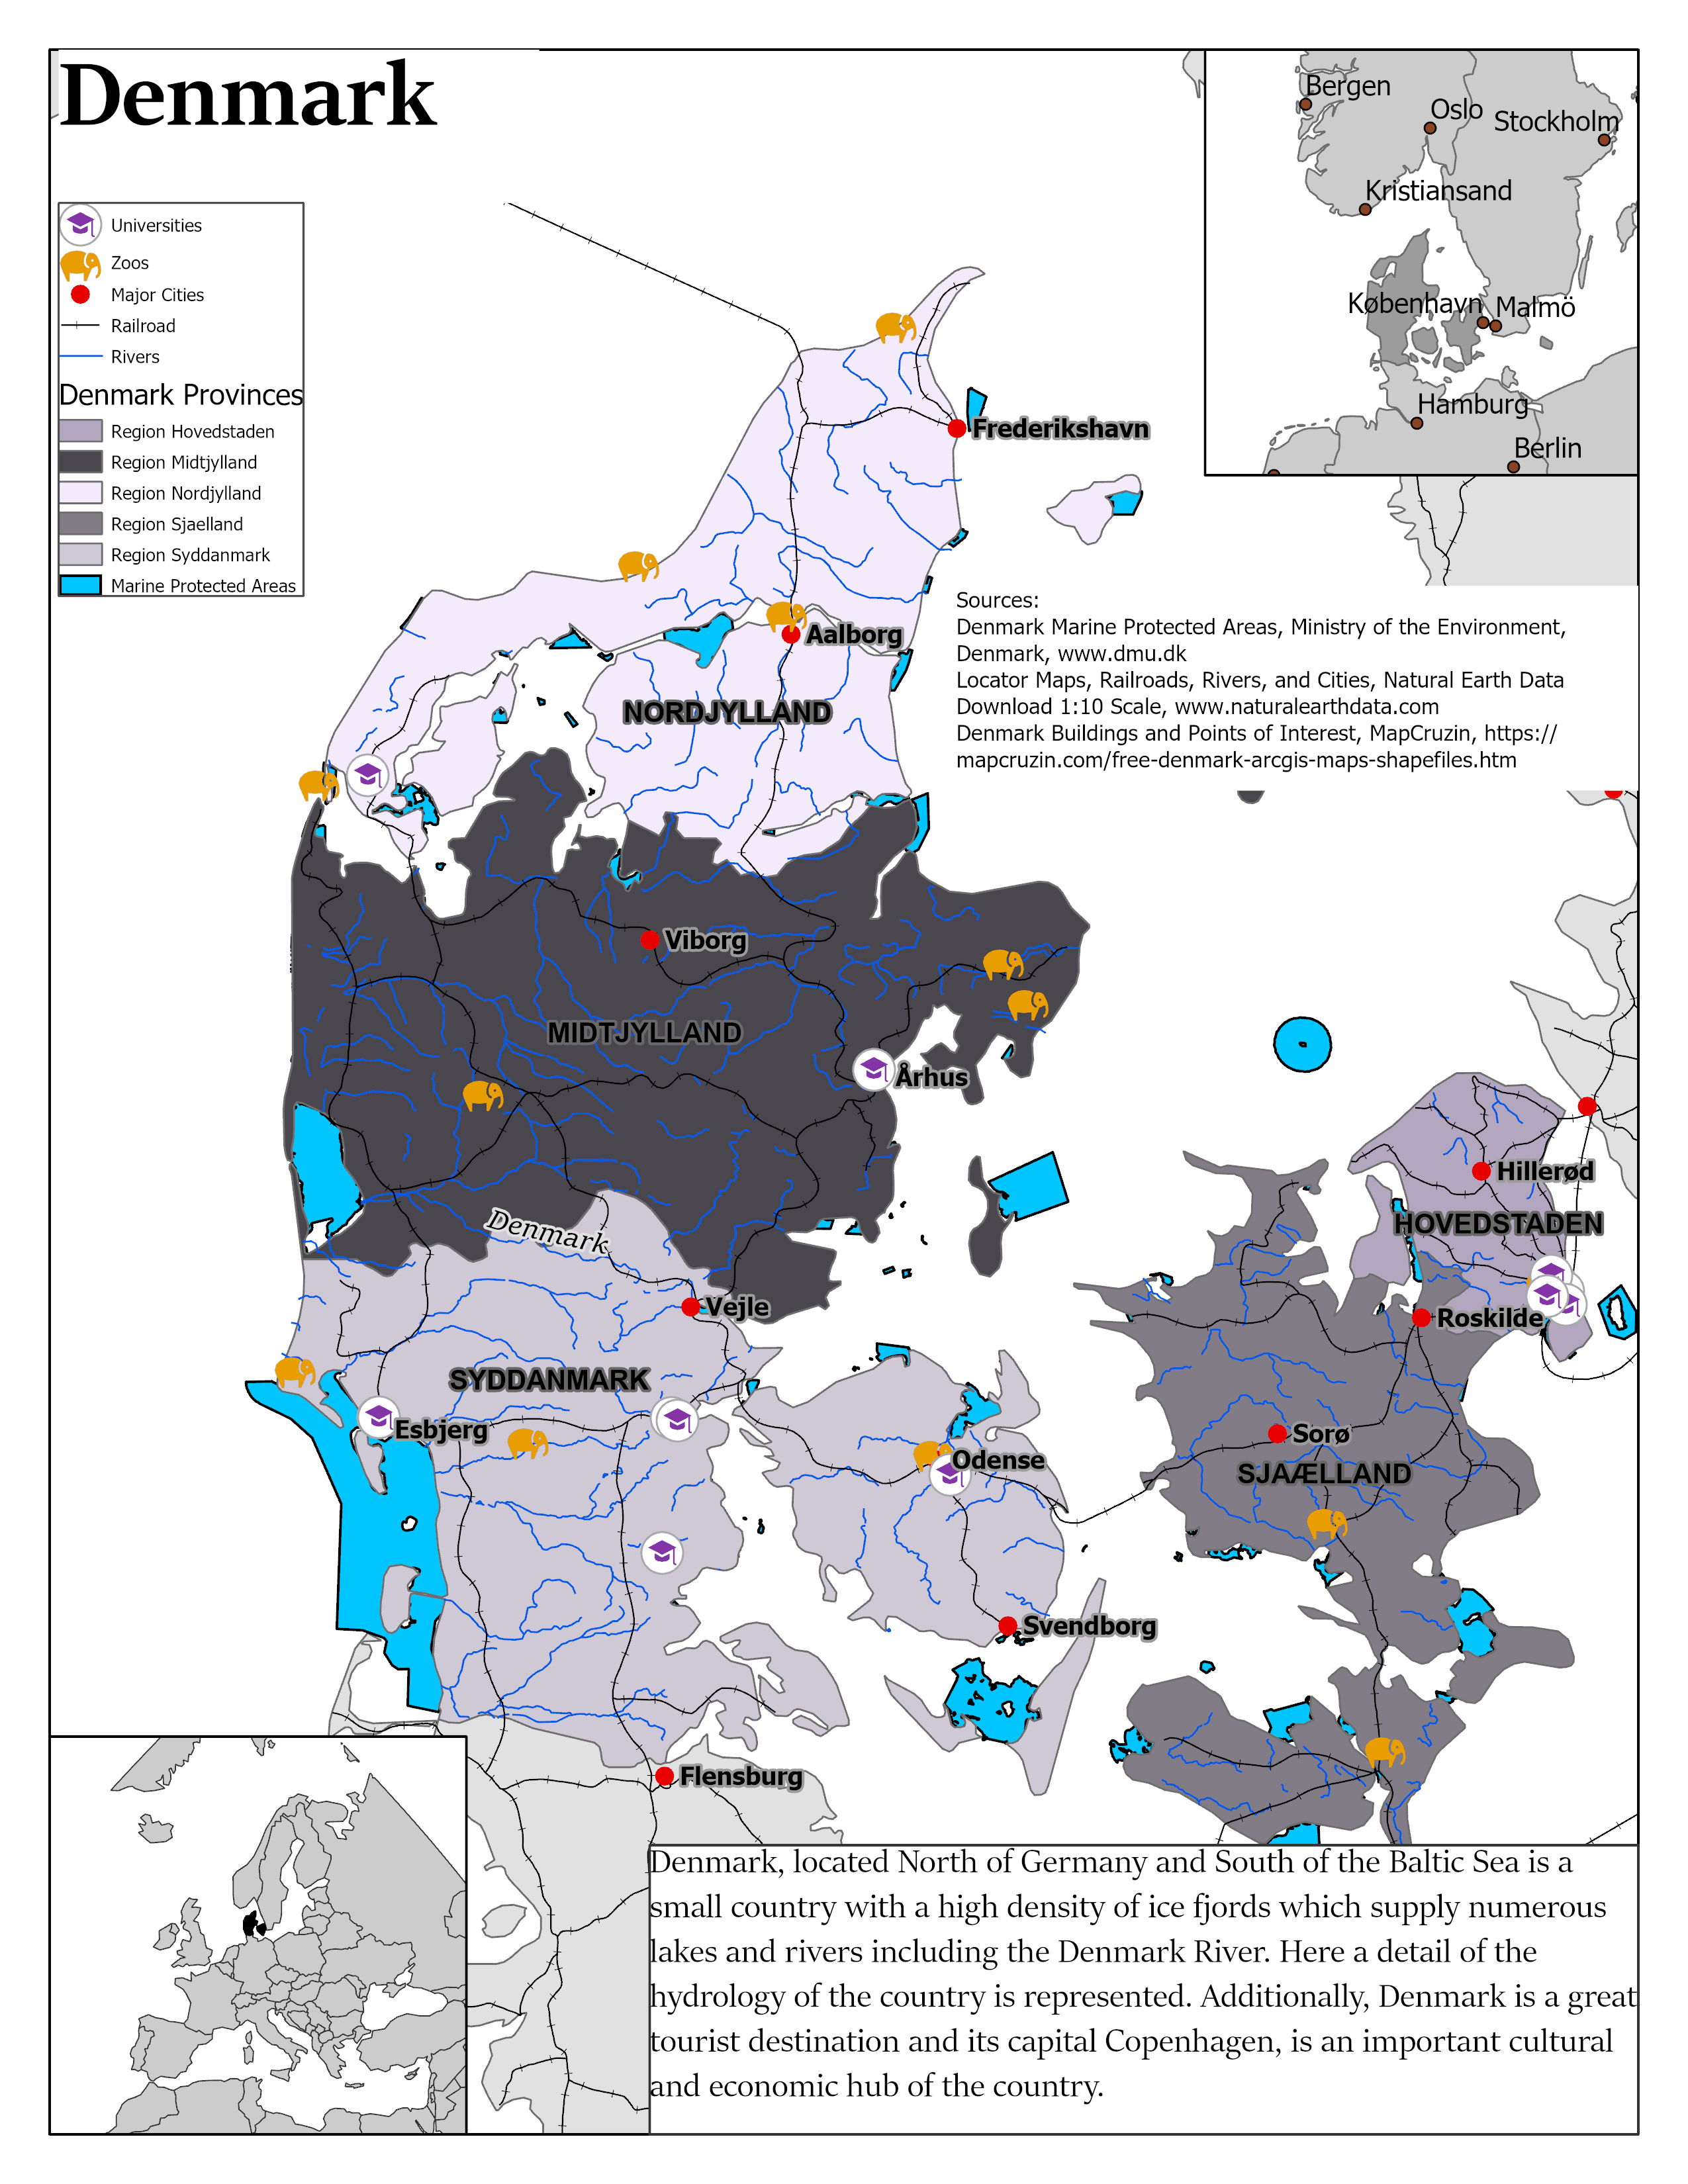 Denmark
Universities
Zoos
Major Cities
Railroad
Rivers
Denmark Provinces
Region Hovedstaden
Region Midtjylland
Region Nordjylland
Region Sjaelland
Region Syddanmark
Marine Protected Areas
Bergen
Oslo
Stockholm
Kristiansand
København
Malmö
Hamburg
Berlin
Frederikshavn
Sources:
Denmark Marine Protected Areas, Ministry of the Environment,
Denmark, www.dmu.dk
Locator Maps, Railroads, Rivers, and Cities, Natural Earth Data
Download 1:10 Scale, www.naturalearthdata.com
Denmark Buildings and Points of Interest, MapCruzin, https://
mapcruzin.com/free-denmark-arcgis-maps-shapefiles.htm
Aalborg
NORDJYLLAND
Viborg
MIDTJYLLAND
Århus
Hillerød
HOVEDSTADEN
Denmark
Vejle
Roskilde
SYDDANMARK
Esbjerg
Odense
Sorø
SJAÆLLAND
Svendborg
Flensburg
Denmark, located North of Germany and South of the Baltic Sea is a
small country with a high density of ice fjords which supply numerous
lakes and rivers including the Denmark River. Here a detail of the
hydrology of the country is represented. Additionally, Denmark is a great
tourist destination and its capital Copenhagen, is an important cultural
and economic hub of the country.